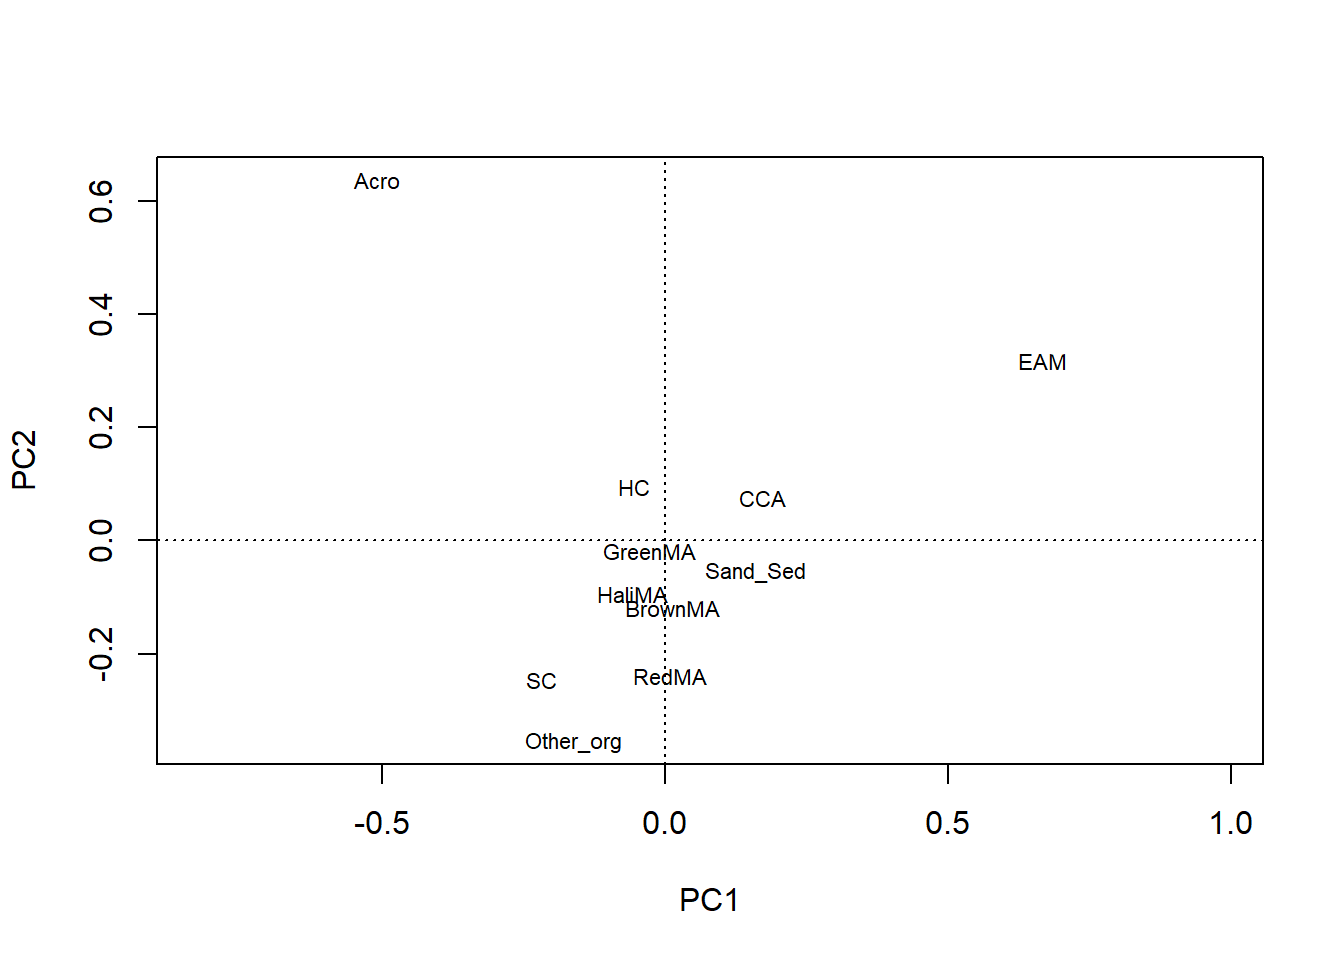 Acro
EAM
HC
CCA
GreenMA
Sand_Sed
HaliMA
BrownMA
SC
RedMA
Other_org
0.6
0.4
0.2
0.0
-0.2
PC2
-0.5 0.0 0.5 1.0
PC1